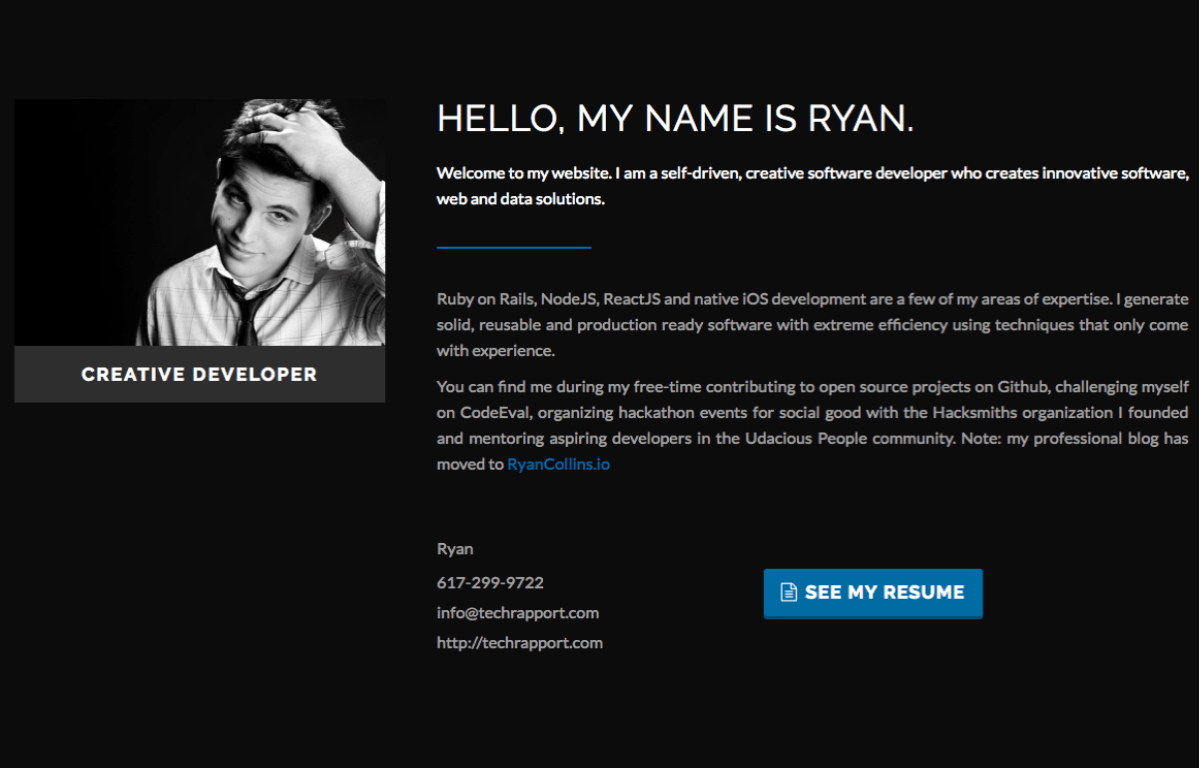 HELLO, MY NAME IS RYAN.
Welcome to my website. I am a self-driven, creative software developer who creates innovative software,
web and data solutions.
CREATIVE DEVELOPER
Ruby on Rails, NodeJS, ReactJS and native iOS development are a few of my areas of expertise. I generate
solid, reusable and production ready software with extreme efficiency using techniques that only come
with experience.
You can find me during my free-time contributing to open source projects on Github, challenging myself
on CodeEval, organizing hackathon events for social good with the Hacksmiths organization I founded
and mentoring aspiring developers in the Udacious People community. Note: my professional blog has
moved to RyanCollins.io
Ryan
617-299-9722
info@techrapport.com
http://techrapport.com
SEE MY RESUME